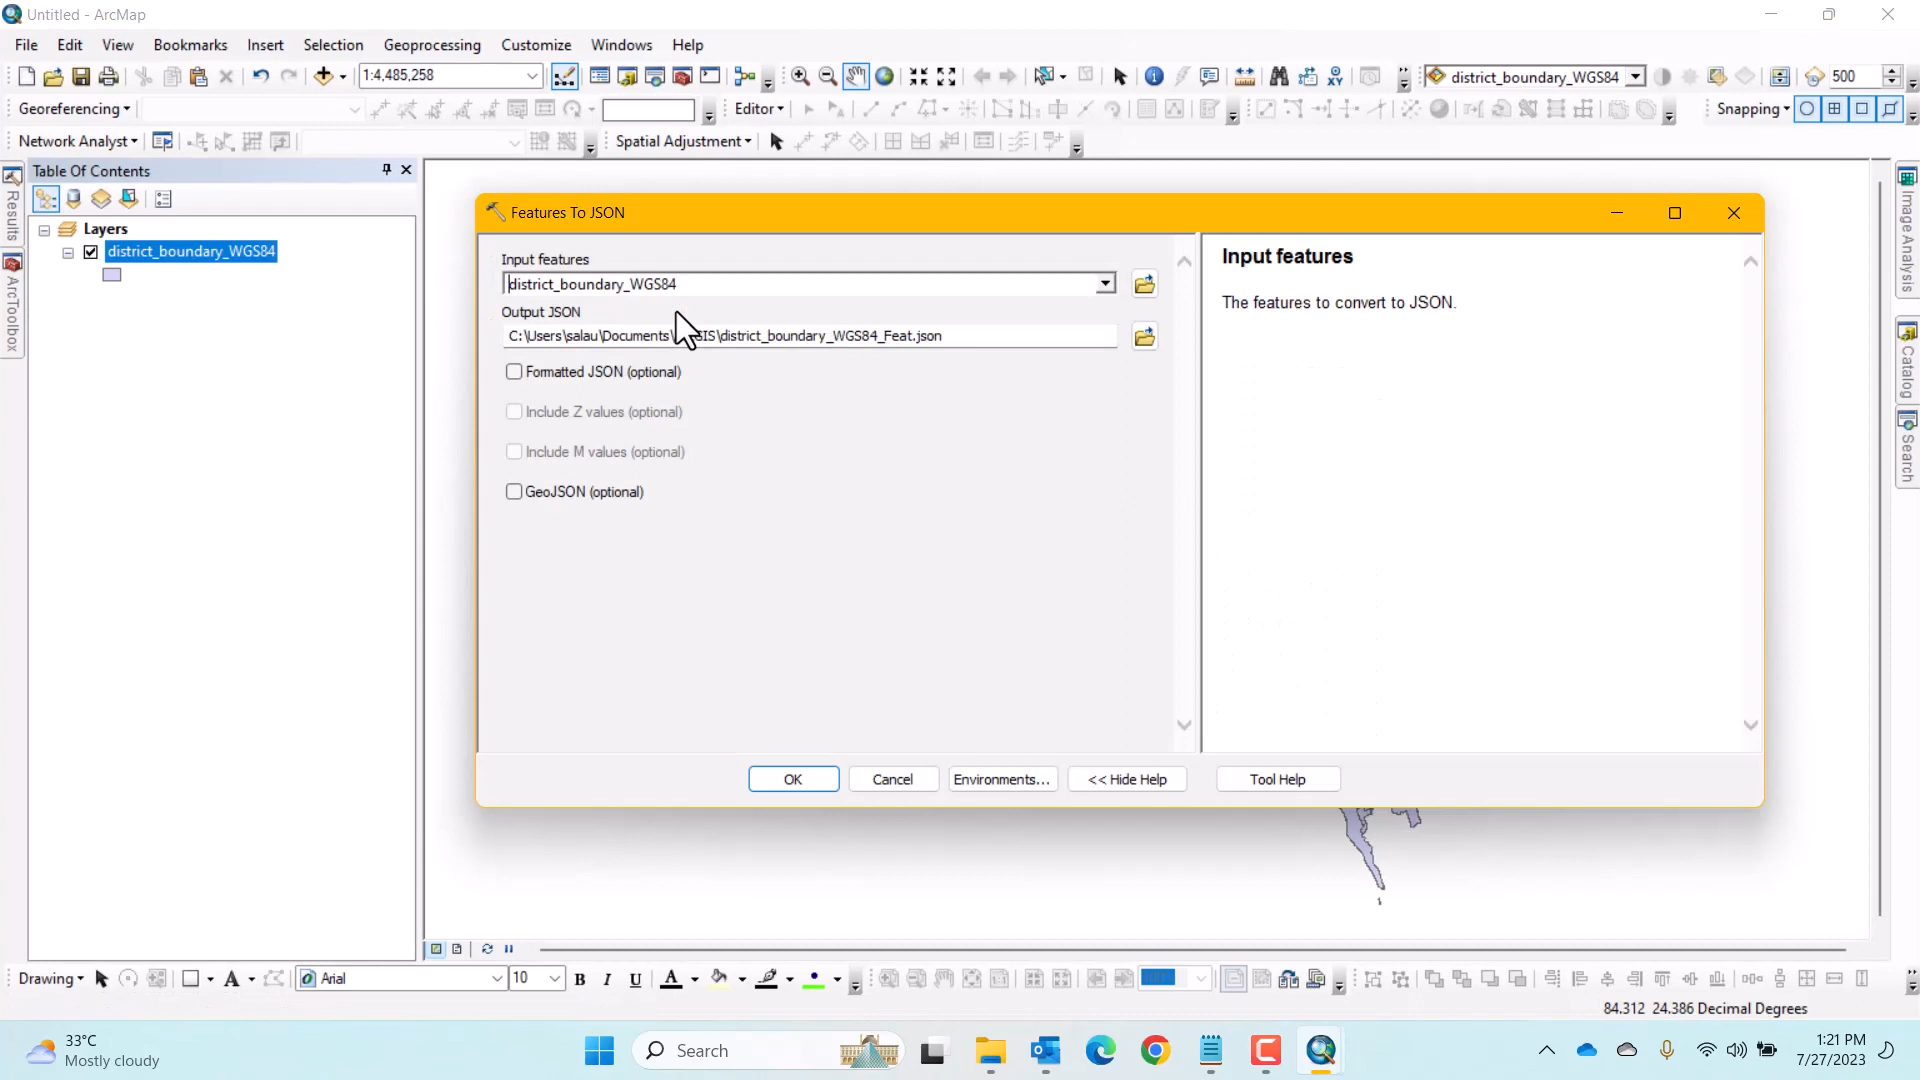 Untitled - ArcMap
File Edit View Bookmarks Insert Selection Geoprocessing Customize Windows Help
1:4,485,258
district_boundary_WGS84
500
Georeferencing
Editor
Snapping
Network Analyst
Spatial Adjustment
Table Of Contents
Results
ArcToolbox
Layers
district_boundary_WGS84
Features To JSON
Input features
district_boundary_WGS84
Output JSON
C:\Users\salau\Documents\
SIS\district_boundary_WGS84_Feat.json
Formatted JSON (optional)
Include Z values (optional)
Include M values (optional)
GeoJSON (optional)
Input features
The features to convert to JSON.
OK Cancel Environments... << Hide Help Tool Help
Image Analysis
Catalog
Search
Drawing
A
Arial
10
B I U A
84.312 24.386 Decimal Degrees
33°C
Mostly cloudy
Search
1:21 PM
7/27/2023